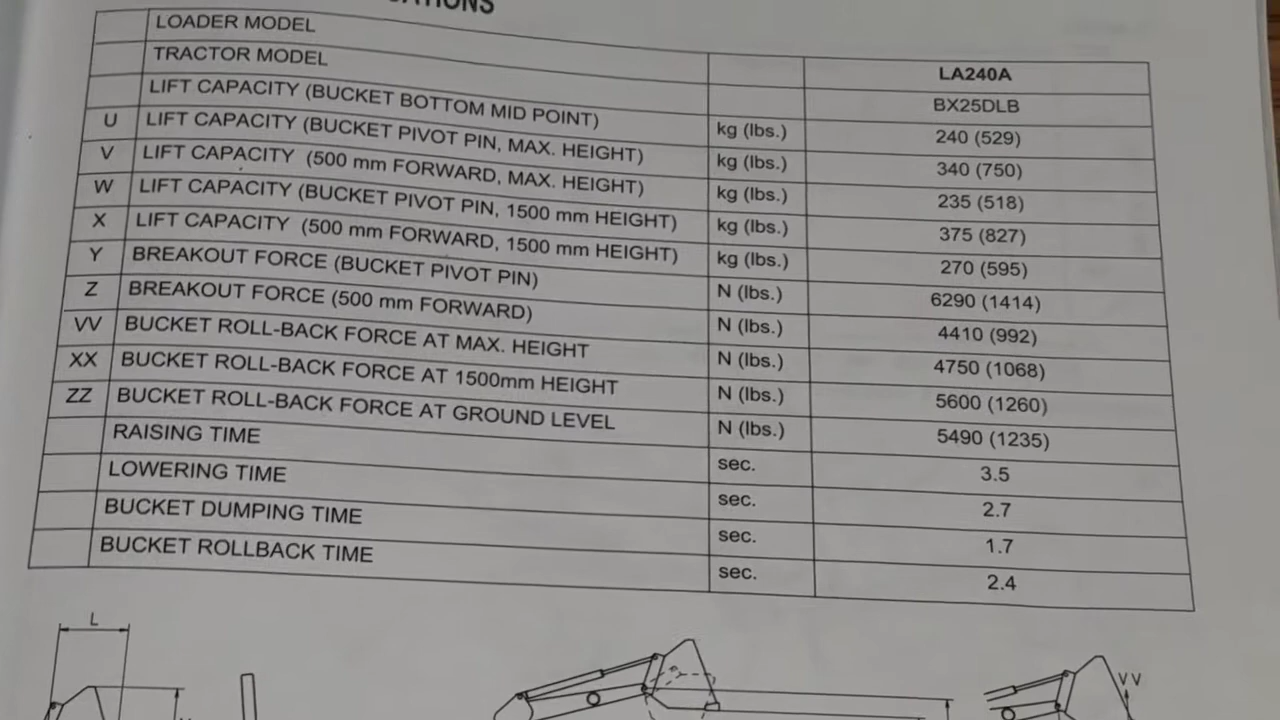 LOADER MODEL LA240A
TRACTOR MODEL BX25DLB
LIFT CAPACITY (BUCKET BOTTOM MID POINT) kg (lbs.) 240 (529)
U LIFT CAPACITY (BUCKET PIVOT PIN, MAX. HEIGHT) kg (lbs.) 340 (750)
V LIFT CAPACITY (500 mm FORWARD, MAX. HEIGHT) kg (lbs.) 235 (518)
W LIFT CAPACITY (BUCKET PIVOT PIN, 1500 mm HEIGHT) kg (lbs.) 375 (827)
X LIFT CAPACITY (500 mm FORWARD, 1500 mm HEIGHT) kg (lbs.) 270 (595)
Y BREAKOUT FORCE (BUCKET PIVOT PIN) N (lbs.) 6290 (1414)
Z BREAKOUT FORCE (500 mm FORWARD) N (lbs.) 4410 (992)
VV BUCKET ROLL-BACK FORCE AT MAX. HEIGHT N (lbs.) 4750 (1068)
XX BUCKET ROLL-BACK FORCE AT 1500mm HEIGHT N (lbs.) 5600 (1260)
ZZ BUCKET ROLL-BACK FORCE AT GROUND LEVEL N (lbs.) 5490 (1235)
RAISING TIME sec. 3.5
LOWERING TIME sec. 2.7
BUCKET DUMPING TIME sec. 1.7
BUCKET ROLLBACK TIME sec. 2.4
L
VV